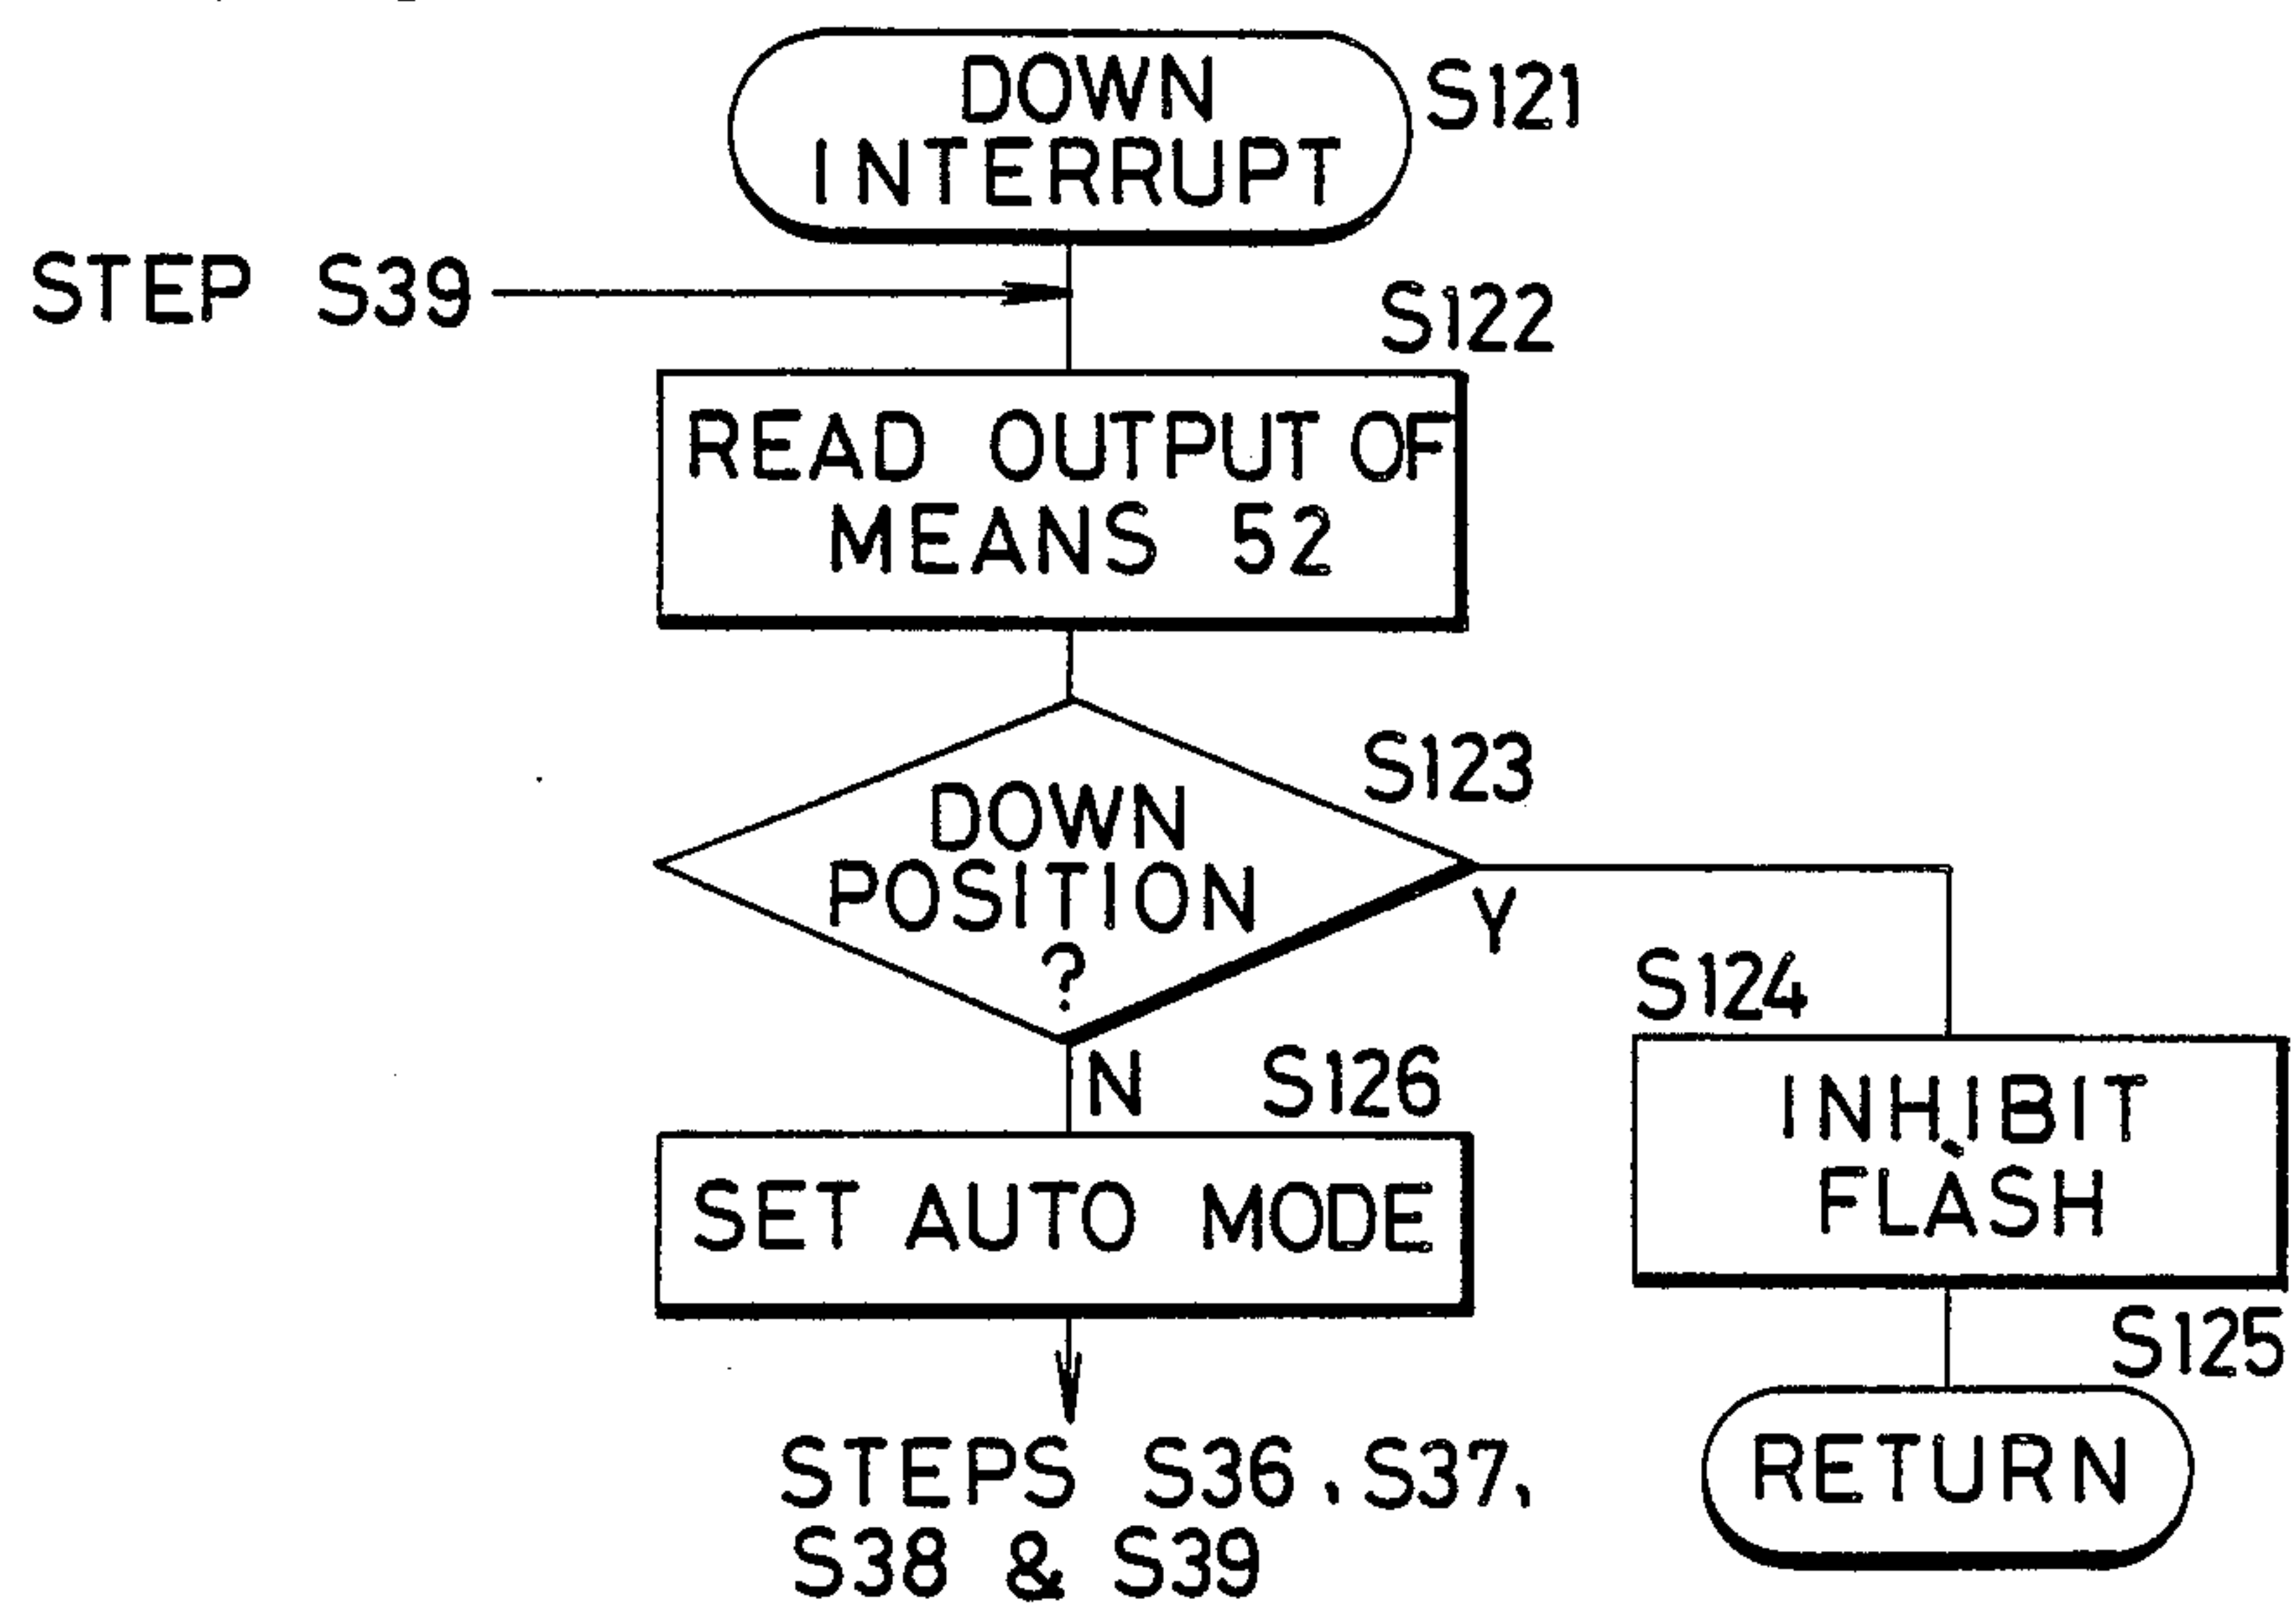 DOWN
INTERRUPT
S121
STEP S39
S122
READ OUTPUT OF
MEANS 52
S123
DOWN
POSITION
?
Y
N
S124
INHIBIT
FLASH
S126
SET AUTO MODE
S125
RETURN
STEPS S36, S37,
S38 & S39